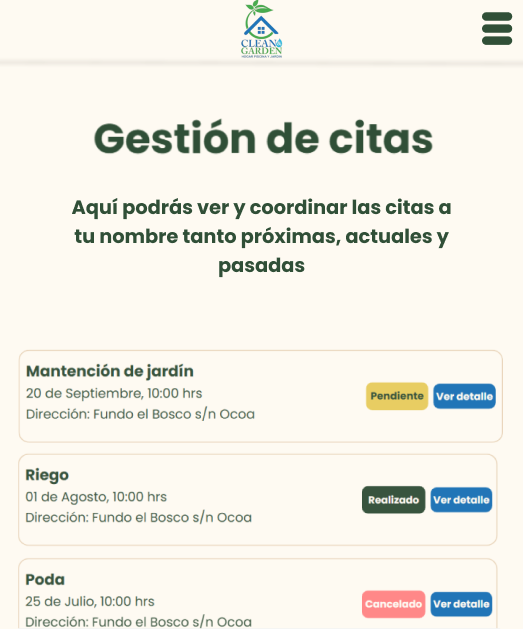 CLEAN
GARDEN
Gestión de citas
Aquí podrás ver y coordinar las citas a
tu nombre tanto próximas, actuales y
pasadas
Mantención de jardín
20 de Septiembre, 10:00 hrs
Dirección: Fundo el Bosco s/n Ocoa
Pendiente
Ver detalle
Riego
01 de Agosto, 10:00 hrs
Dirección: Fundo el Bosco s/n Ocoa
Realizado
Ver detalle
Poda
25 de Julio, 10:00 hrs
Dirección: Fundo el Bosco s/n Ocoa
Cancelado
Ver detalle